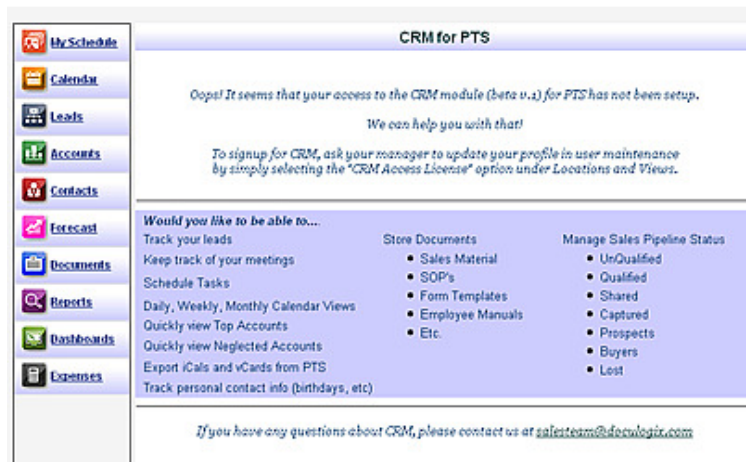 My Schedule
Calendar
Leads
Accounts
Contacts
Forecast
Documents
Reports
Dashboards
Expenses
CRM for PTS
Oops! It seems that your access to the CRM module (beta v.1) for PTS has not been setup.
We can help you with that!
To signup for CRM, ask your manager to update your profile in user maintenance
by simply selecting the "CRM Access License" option under Locations and Views.
Would you like to be able to....
Track your leads
Keep track of your meetings
Schedule Tasks
Daily, Weekly, Monthly Calendar Views
Quickly view Top Accounts
Quickly view Neglected Accounts
Export iCals and vCards from PTS
Track personal contact info (birthdays, etc)
Store Documents
• Sales Material
• SOP's
• Form Templates
• Employee Manuals
• Etc.
Manage Sales Pipeline Status
• UnQualified
• Qualified
• Shared
• Captured
• Prospects
• Buyers
• Lost
If you have any questions about CRM, please contact us at salesteam@doculogix.com